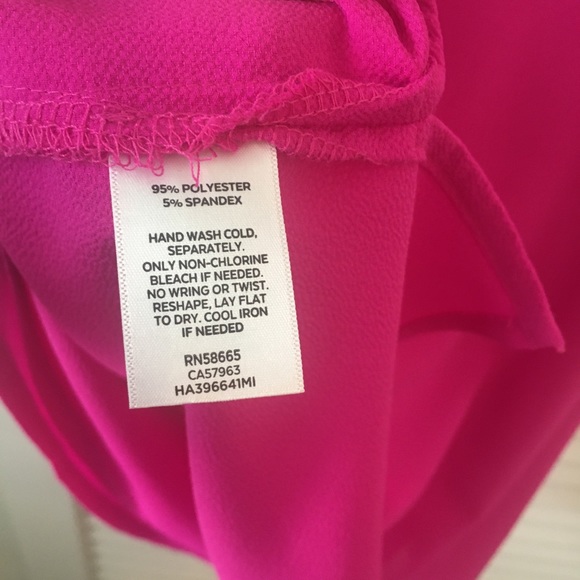 95% POLYESTER
5% SPANDEX
HAND WASH COLD,
SEPARATELY.
ONLY NON-CHLORINE
BLEACH IF NEEDED.
NO WRING OR TWIST.
RESHAPE, LAY FLAT
TO DRY. COOL IRON
IF NEEDED
RN58665
CA57963
HA396641MI